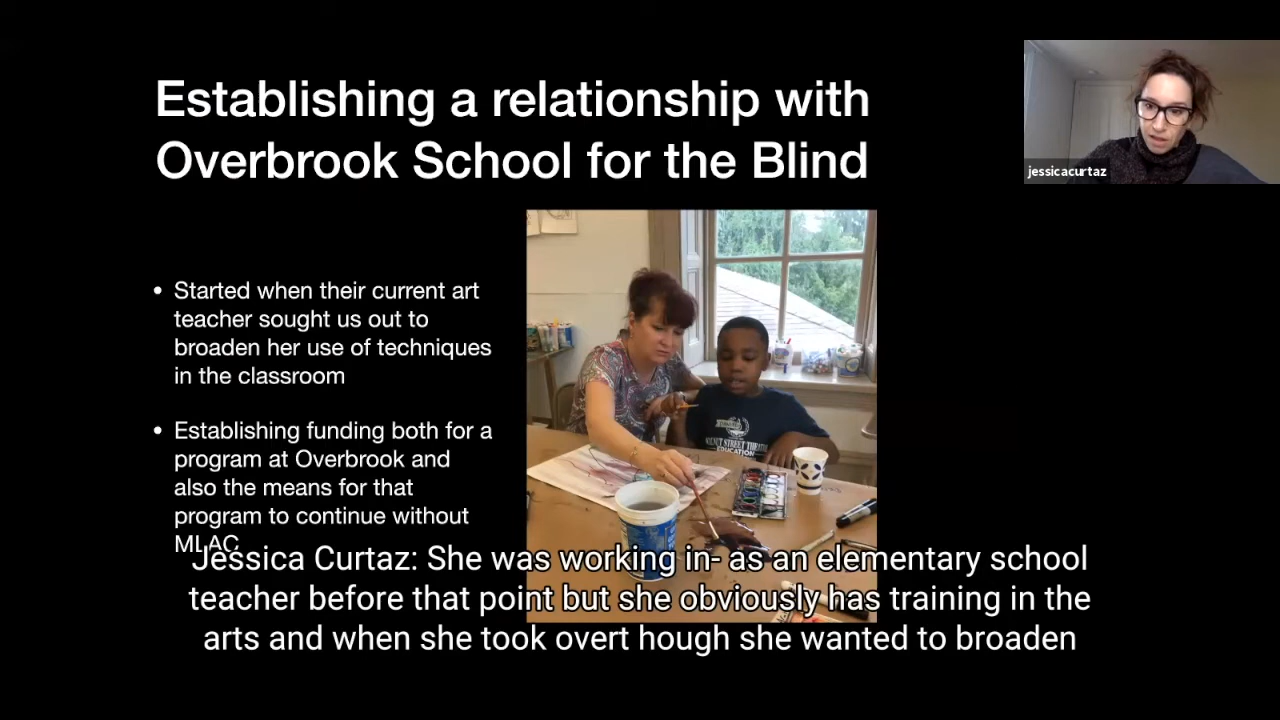 Establishing a relationship with
Overbrook School for the Blind
jessicacurtaz
• Started when their current art
teacher sought us out to
broaden her use of techniques
in the classroom
• Establishing funding both for a
program at Overbrook and
also the means for that
program to continue without
MLAC
WALNUT STREET THEATRE
EDUCATION
Jessica Curtaz: She was working in- as an elementary school
teacher before that point but she obviously has training in the
arts and when she took overt hough she wanted to broaden